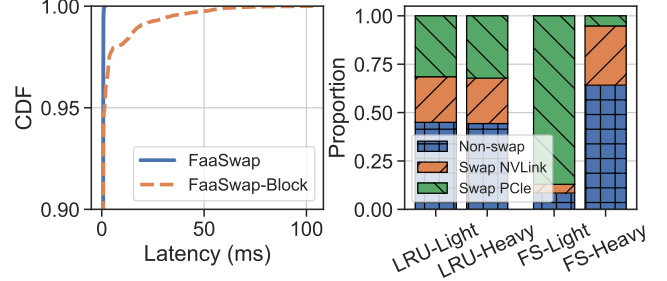 CDF
1.00
0.95
0.90
FaaSwap
FaaSwap-Block
0
50
100
Latency (ms)
Proportion
1.00
0.75
0.50
0.25
0.00
Non-swap
Swap NVLink
Swap PCIe
LRU-Light
LRU-Heavy
FS-Light
FS-Heavy